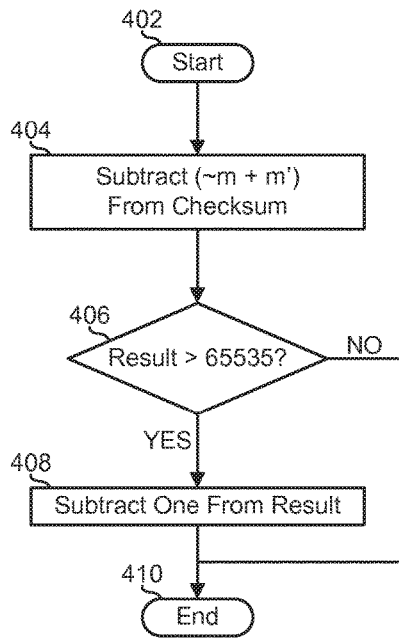 402
Start
404
Subtract (~m + m')
From Checksum
406
Result > 65535?
NO
YES
408
Subtract One From Result
410
End